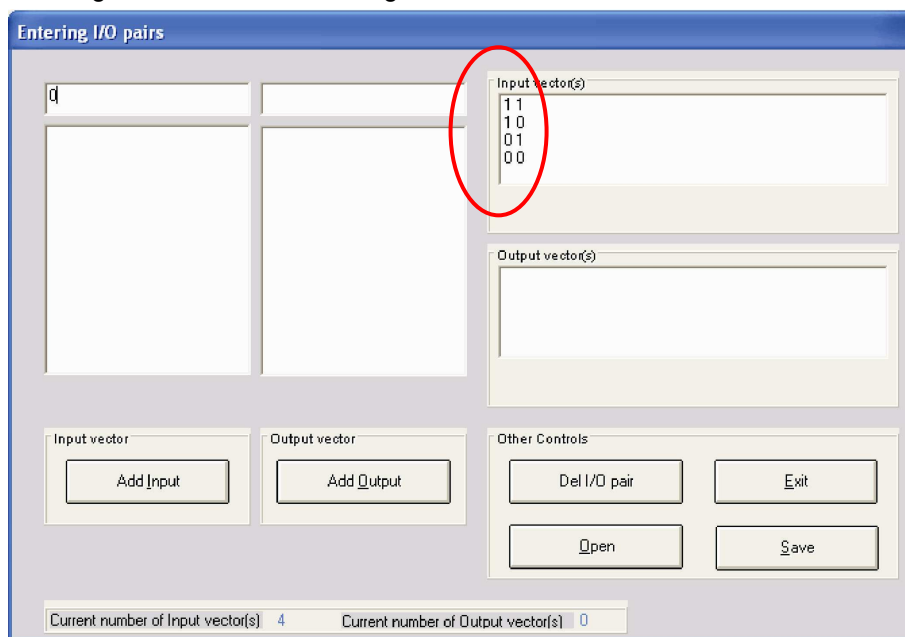 Entering I/O pairs
0
Input vector(s)
1 1
1 0
0 1
0 0
Output vector(s)
Input vector
Output vector
Other Controls
Add Input
Add Output
Del I/O pair
Exit
Open
Save
Current number of Input vector(s) 4 Current number of Output vector(s) 0